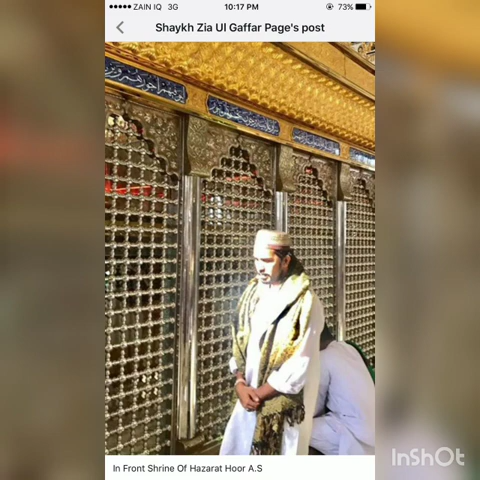 ZAIN IQ 3G 10:17 PM 73%
Shaykh Zia Ul Gaffar Page's post
In Front Shrine Of Hazarat Hoor A.S
InShOt